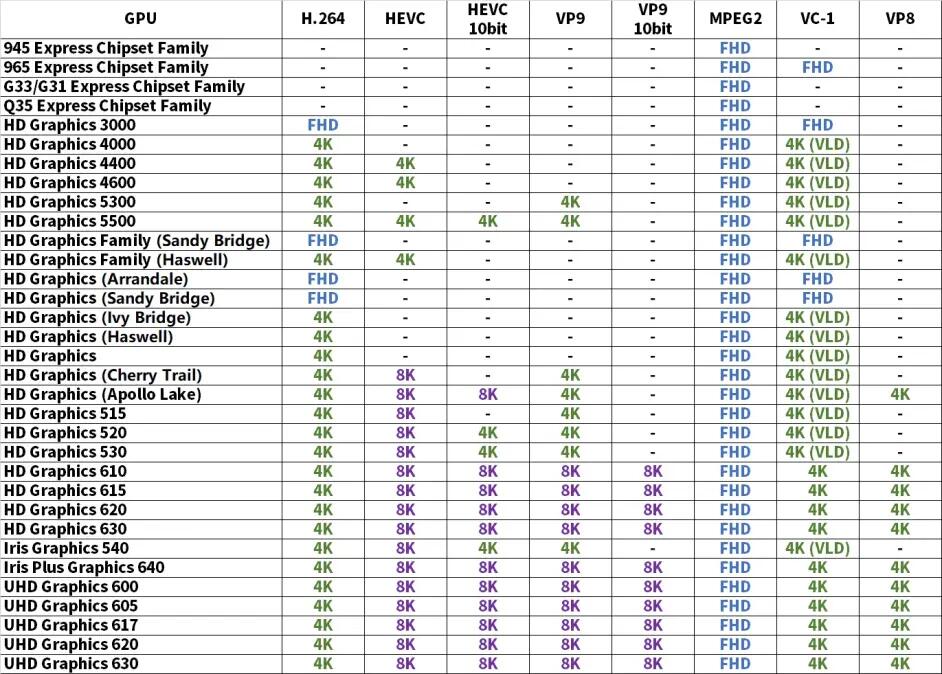 GPU H.264 HEVC HEVC 10bit VP9 VP9 10bit MPEG2 VC-1 VP8
945 Express Chipset Family - - - - - FHD - -
965 Express Chipset Family - - - - - FHD FHD -
G33/G31 Express Chipset Family - - - - - FHD - -
Q35 Express Chipset Family - - - - - FHD - -
HD Graphics 3000 FHD - - - - FHD FHD -
HD Graphics 4000 4K - - - - FHD 4K (VLD) -
HD Graphics 4400 4K 4K - - - FHD 4K (VLD) -
HD Graphics 4600 4K 4K - - - FHD 4K (VLD) -
HD Graphics 5300 4K - - 4K - FHD 4K (VLD) -
HD Graphics 5500 4K 4K 4K 4K - FHD 4K (VLD) -
HD Graphics Family (Sandy Bridge) FHD - - - - FHD FHD -
HD Graphics Family (Haswell) 4K 4K - - - FHD 4K (VLD) -
HD Graphics (Arrandale) FHD - - - - FHD FHD -
HD Graphics (Sandy Bridge) FHD - - - - FHD FHD -
HD Graphics (Ivy Bridge) 4K - - - - FHD 4K (VLD) -
HD Graphics (Haswell) 4K - - - - FHD 4K (VLD) -
HD Graphics 4K - - - - FHD 4K (VLD) -
HD Graphics (Cherry Trail) 4K 8K - 4K - FHD 4K (VLD) -
HD Graphics (Apollo Lake) 4K 8K 8K 4K - FHD 4K (VLD) 4K
HD Graphics 515 4K 8K - 4K - FHD 4K (VLD) -
HD Graphics 520 4K 8K 4K 4K - FHD 4K (VLD) -
HD Graphics 530 4K 8K 4K 4K - FHD 4K (VLD) -
HD Graphics 610 4K 8K 8K 8K 8K FHD 4K 4K
HD Graphics 615 4K 8K 8K 8K 8K FHD 4K 4K
HD Graphics 620 4K 8K 8K 8K 8K FHD 4K 4K
HD Graphics 630 4K 8K 8K 8K 8K FHD 4K 4K
Iris Graphics 540 4K 8K 4K 4K - FHD 4K (VLD) -
Iris Plus Graphics 640 4K 8K 8K 8K 8K FHD 4K 4K
UHD Graphics 600 4K 8K 8K 8K 8K FHD 4K 4K
UHD Graphics 605 4K 8K 8K 8K 8K FHD 4K 4K
UHD Graphics 617 4K 8K 8K 8K 8K FHD 4K 4K
UHD Graphics 620 4K 8K 8K 8K 8K FHD 4K 4K
UHD Graphics 630 4K 8K 8K 8K 8K FHD 4K 4K